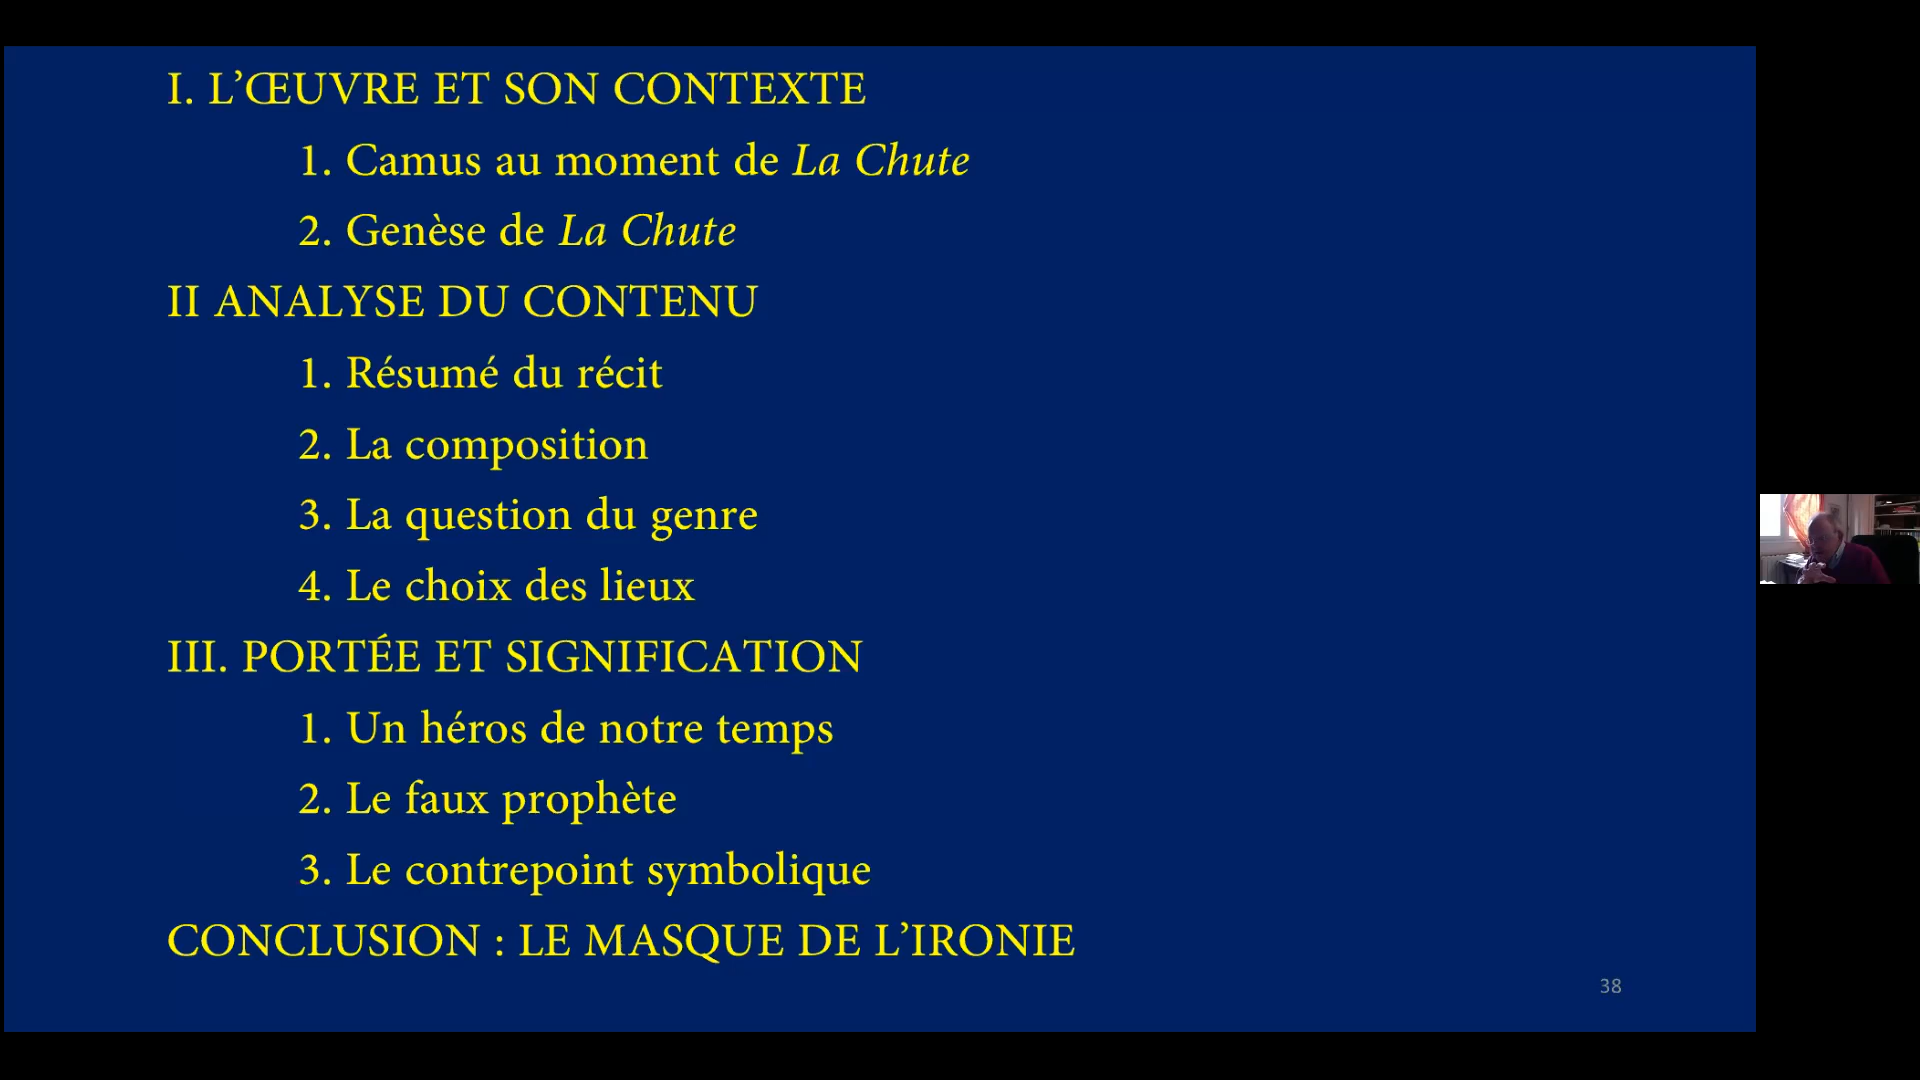 I. L’ŒUVRE ET SON CONTEXTE
1. Camus au moment de La Chute
2. Genèse de La Chute
II ANALYSE DU CONTENU
1. Résumé du récit
2. La composition
3. La question du genre
4. Le choix des lieux
III. PORTÉE ET SIGNIFICATION
1. Un héros de notre temps
2. Le faux prophète
3. Le contrepoint symbolique
CONCLUSION : LE MASQUE DE L’IRONIE
38